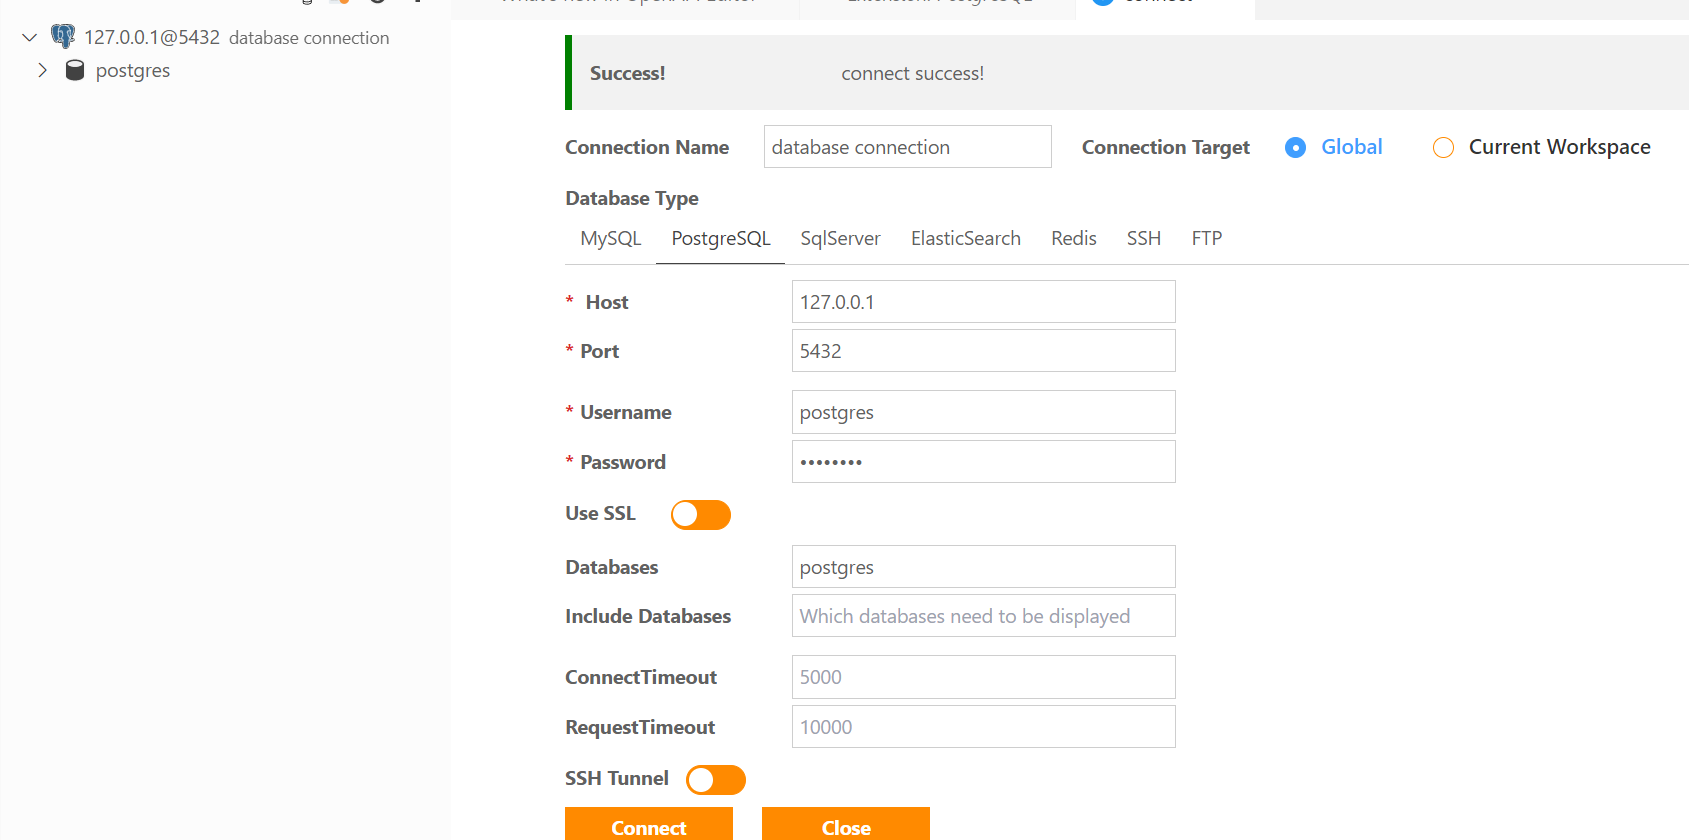 127.0.0.1@5432 database connection
postgres
Success! connect success!
Connection Name database connection Connection Target Global Current Workspace
Database Type
MySQL PostgreSQL SqlServer ElasticSearch Redis SSH FTP
* Host 127.0.0.1
* Port 5432
* Username postgres
* Password ••••••••
Use SSL
Databases postgres
Include Databases Which databases need to be displayed
ConnectTimeout 5000
RequestTimeout 10000
SSH Tunnel
Connect Close